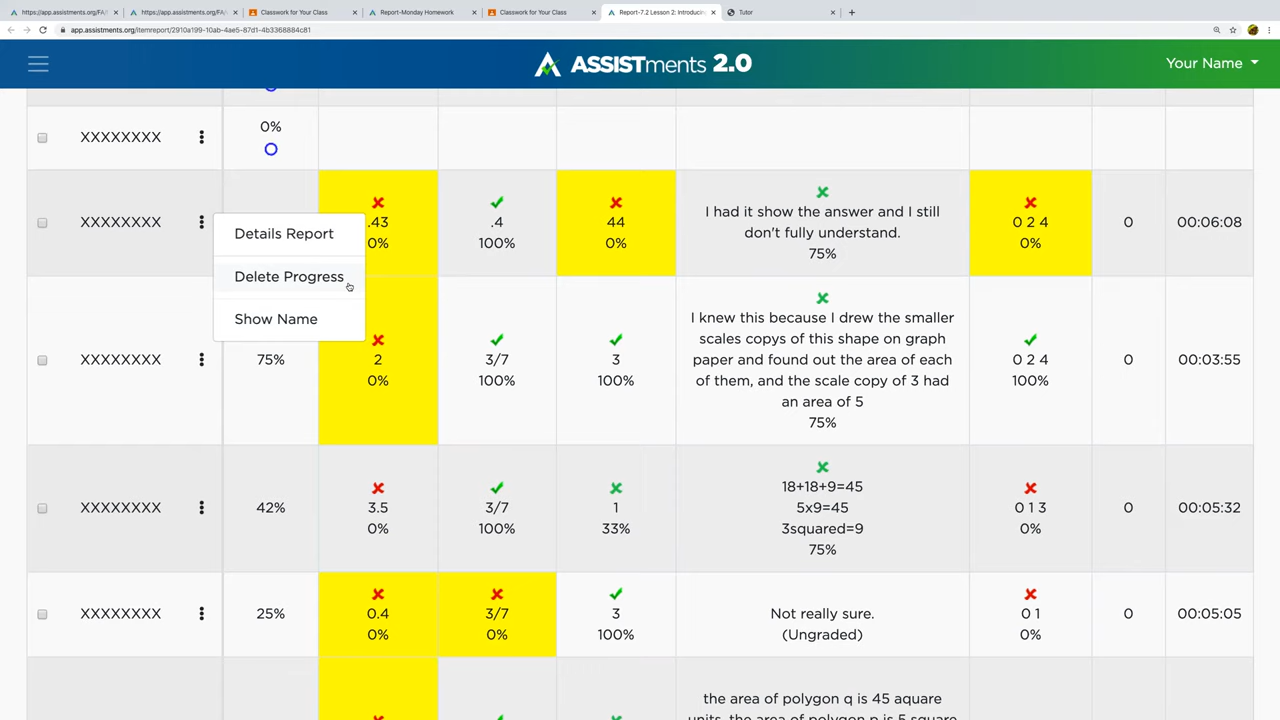 https://app.assistments.org/FA/
https://app.assistments.org/FA/
Classwork for Your Class
Report-Monday Homework
Classwork for Your Class
Report-7.2 Lesson 2: Introducin
Tutor
app.assistments.org/itemreport/2910a199-10ab-4ae5-87d1-4b3368884c81
ASSISTments 2.0
Your Name
XXXXXXXX
0%
XXXXXXXX
.43
0%
.4
100%
44
0%
I had it show the answer and I still
don't fully understand.
75%
0 2 4
0%
0
00:06:08
Details Report
Delete Progress
Show Name
XXXXXXXX
75%
2
0%
3/7
100%
3
100%
I knew this because I drew the smaller
scales copys of this shape on graph
paper and found out the area of each
of them, and the scale copy of 3 had
an area of 5
75%
0 2 4
100%
0
00:03:55
XXXXXXXX
42%
3.5
0%
3/7
100%
1
33%
18+18+9=45
5x9=45
3squared=9
75%
0 1 3
0%
0
00:05:32
XXXXXXXX
25%
0.4
0%
3/7
0%
3
100%
Not really sure.
(Ungraded)
0 1
0%
0
00:05:05
the area of polygon q is 45 aquare
units, the area of polygon p is 5 square